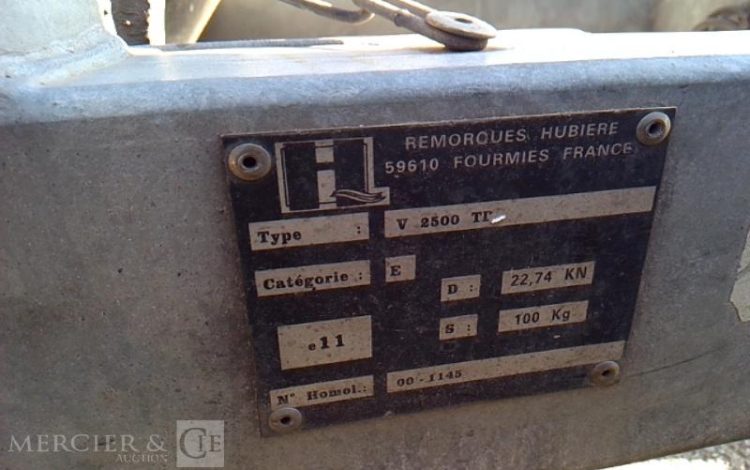 REMORQUES HUBIERE
59610 FOURMIES FRANCE
Type : V 2500
Catégorie : E D : 22,74 KN
S : 100 Kg
e11
N° Homol.: 00-1145
MERCIER & CIE
AUCTION